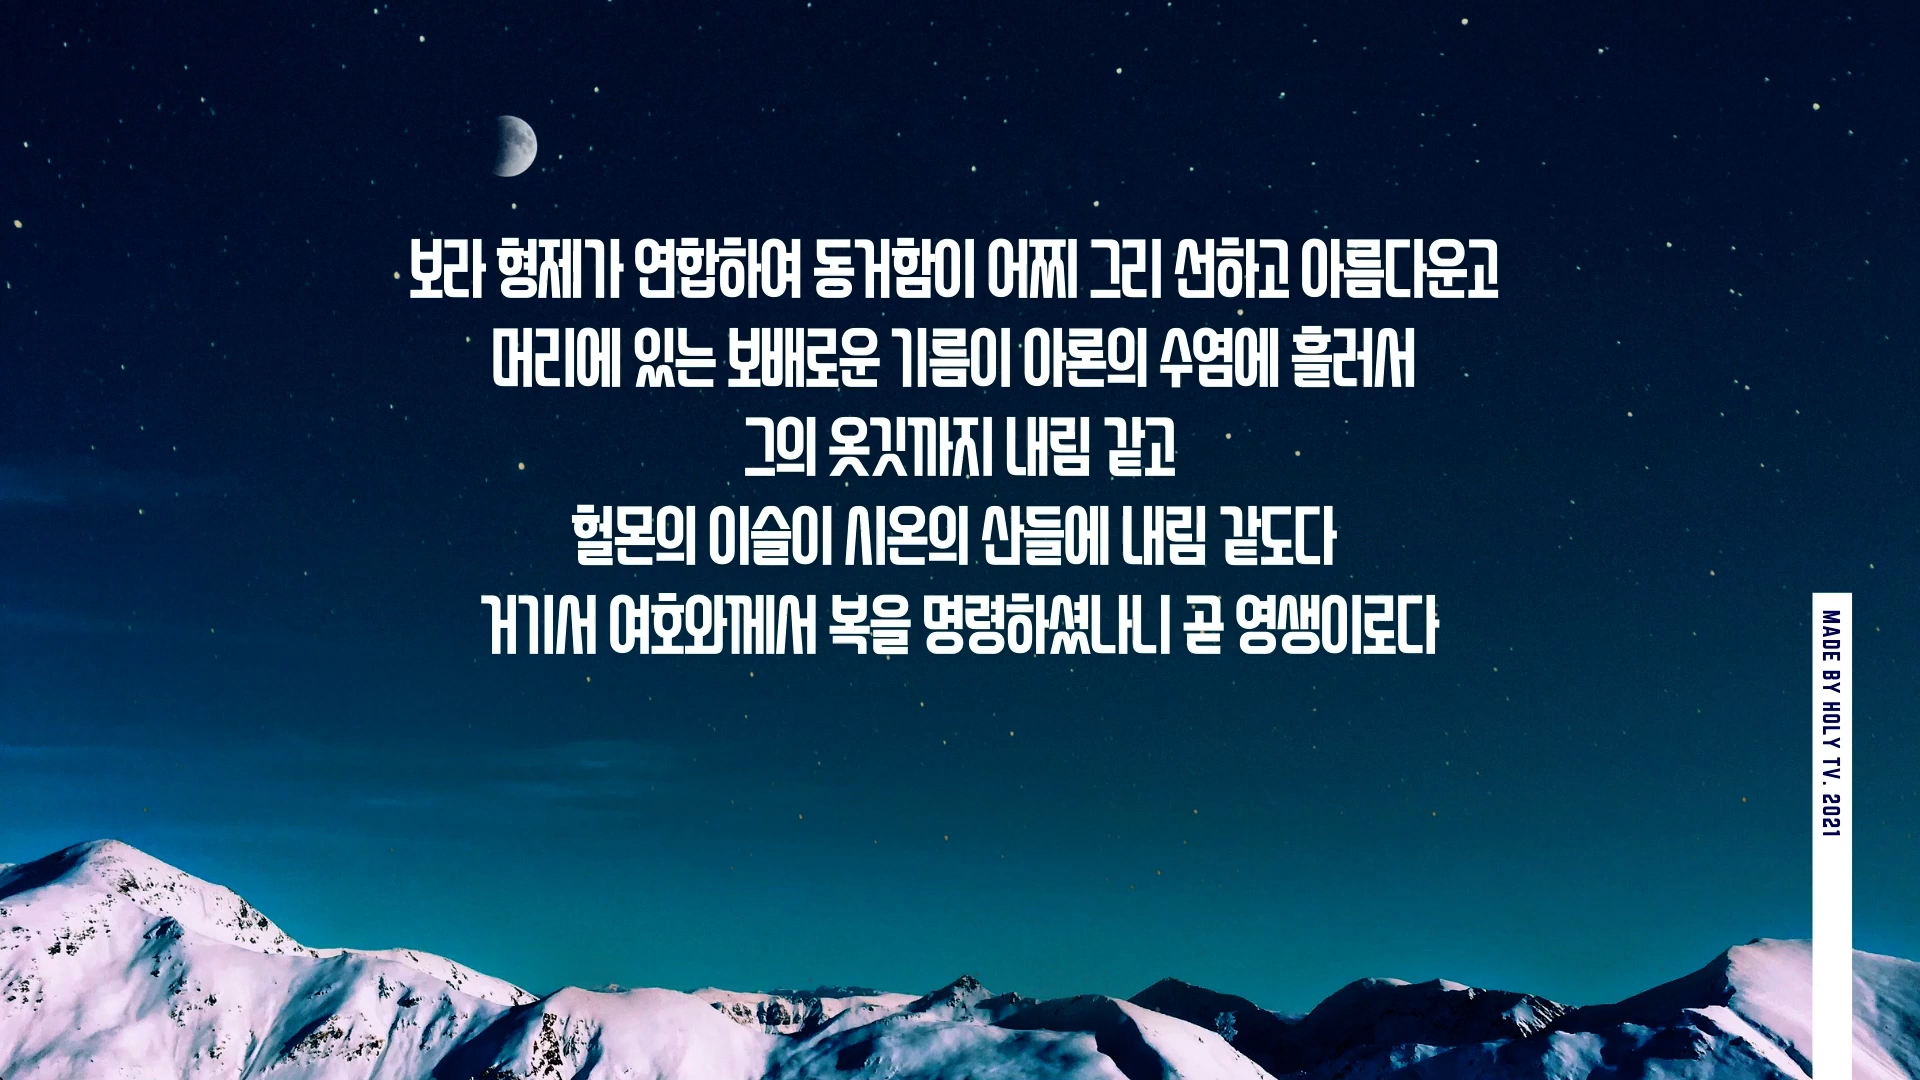 보라 형제가 연합하여 동거함이 어찌 그리 선하고 아름다운고
머리에 있는 보배로운 기름이 아론의 수염에 흘러서
그의 옷깃까지 내림 같고
헐몬의 이슬이 시온의 산들에 내림 같도다
거기서 여호와께서 복을 명령하셨나니 곧 영생이로다
MADE BY HOLY TV. 2021